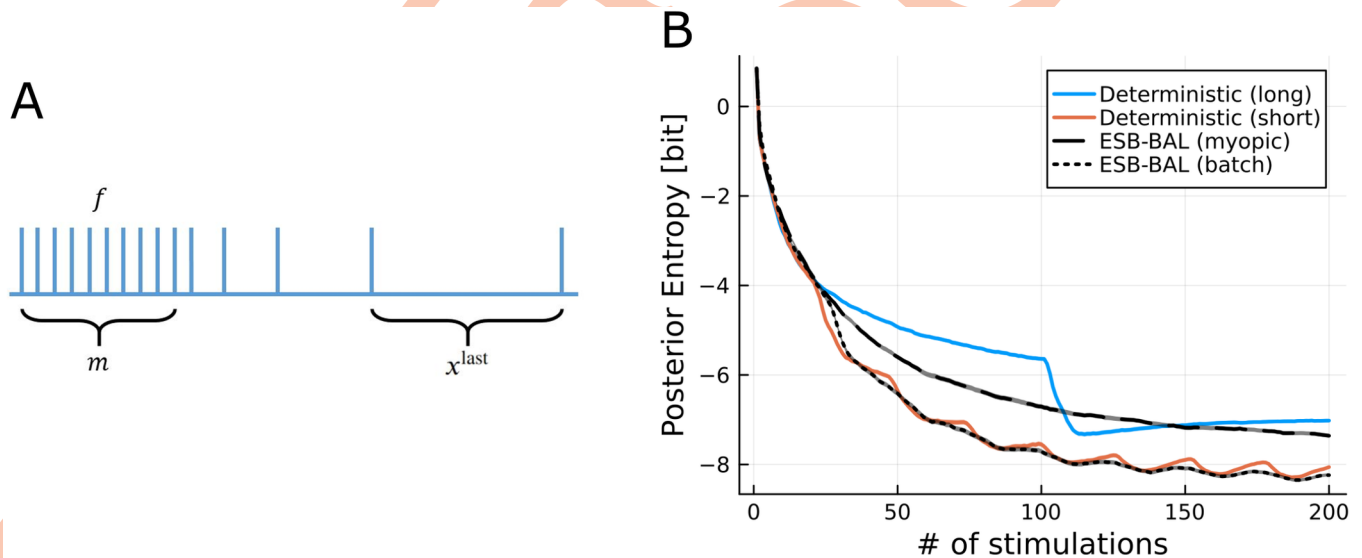 A
f
m
x^last
B
Posterior Entropy [bit]
0
−2
−4
−6
−8
Deterministic (long)
Deterministic (short)
ESB-BAL (myopic)
ESB-BAL (batch)
0 50 100 150 200
# of stimulations